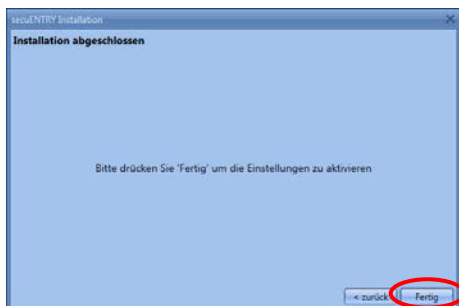 secuENTRY Installation
Installation abgeschlossen
Bitte drücken Sie 'Fertig' um die Einstellungen zu aktivieren
< zurück
Fertig